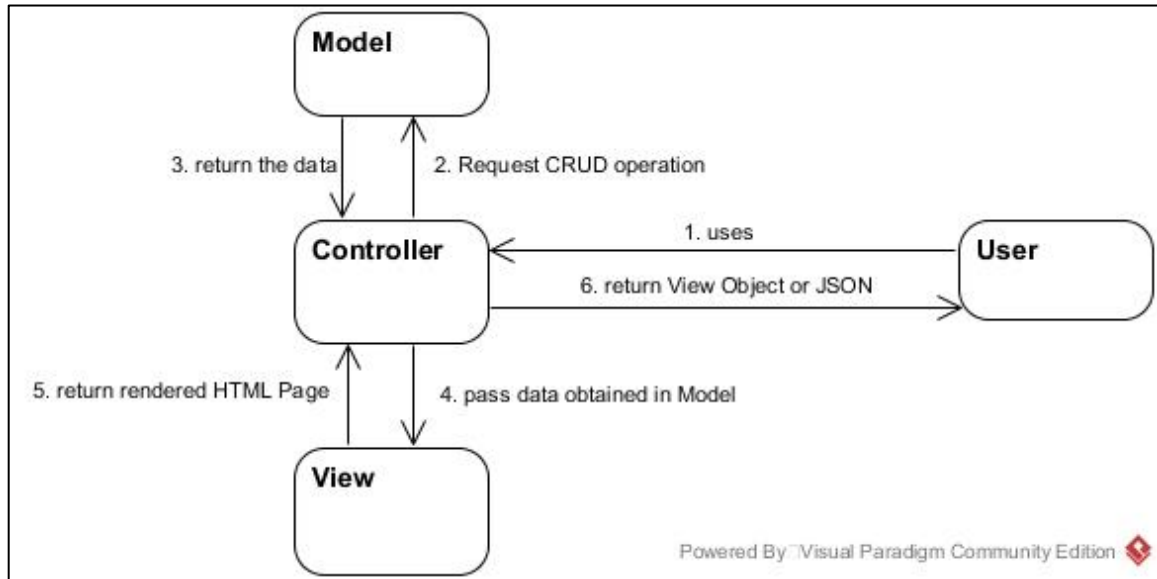 Model
3. return the data
2. Request CRUD operation
Controller
1. uses
User
6. return View Object or JSON
5. return rendered HTML Page
4. pass data obtained in Model
View
Powered By Visual Paradigm Community Edition